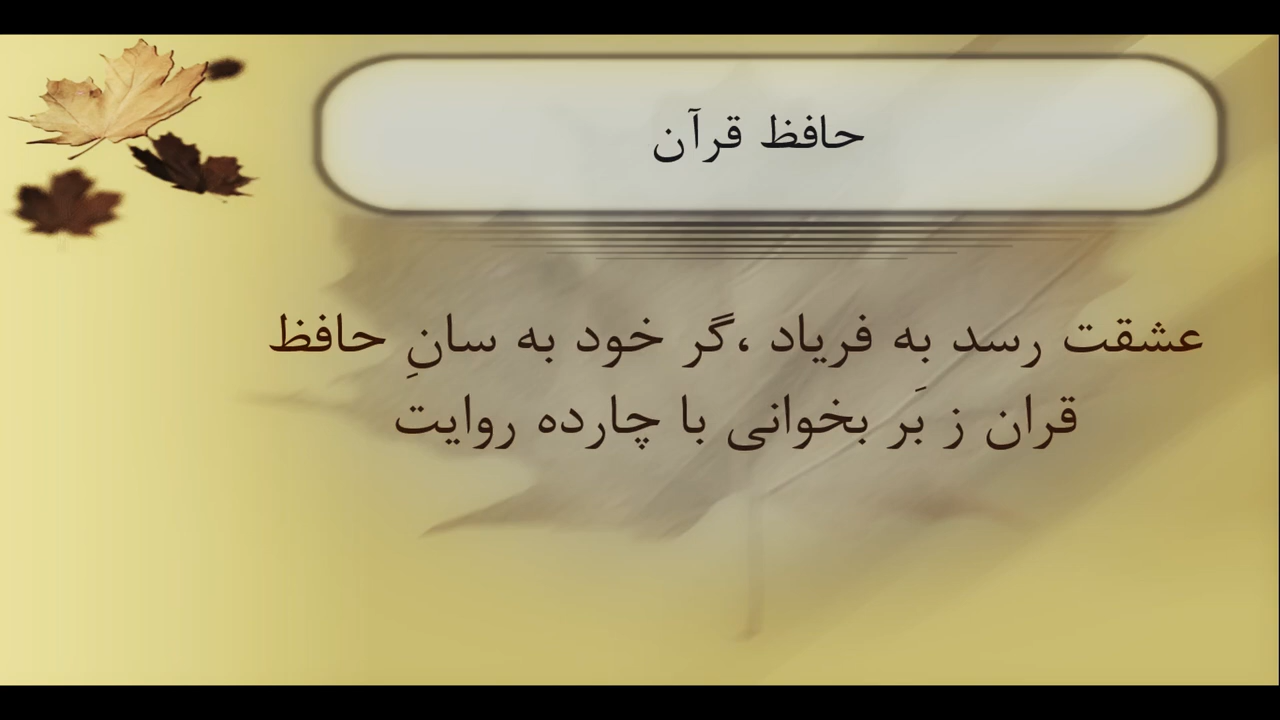 حافظ قرآن
عشقت رسد به فریاد ،گر خود به سانِ حافظ
قران ز بَر بخوانی با چارده روایت